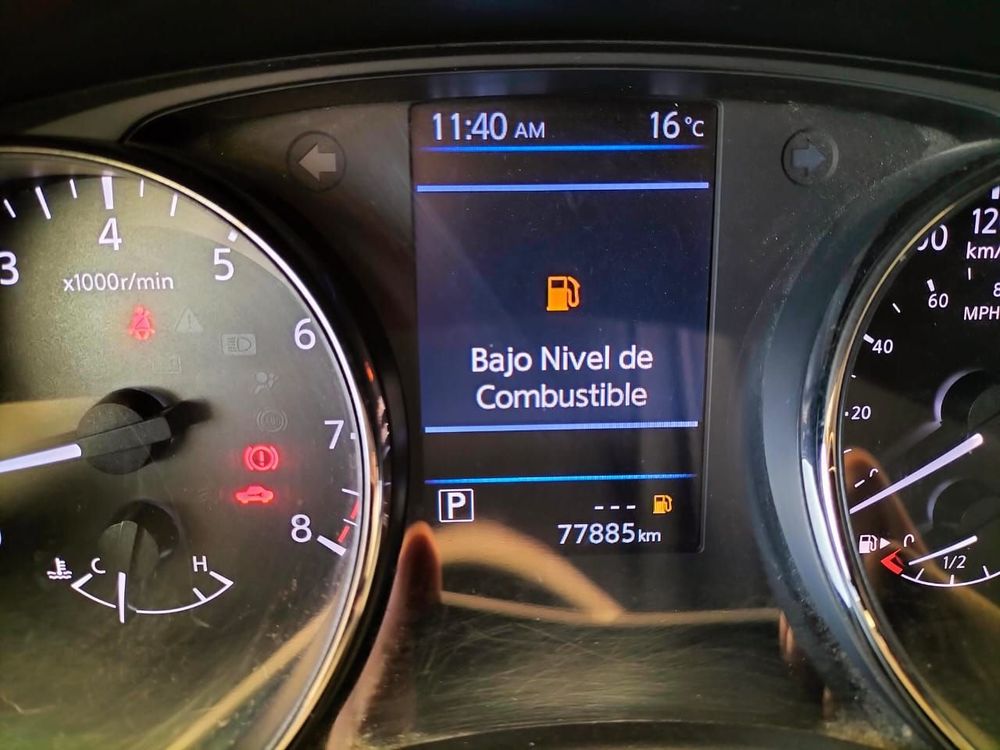 11:40 AM 16°C
Bajo Nivel de
Combustible
P ---
77885 km
3 4 5 6 7 8
x1000r/min
C H
20 40 60
km/
MPH
1/2